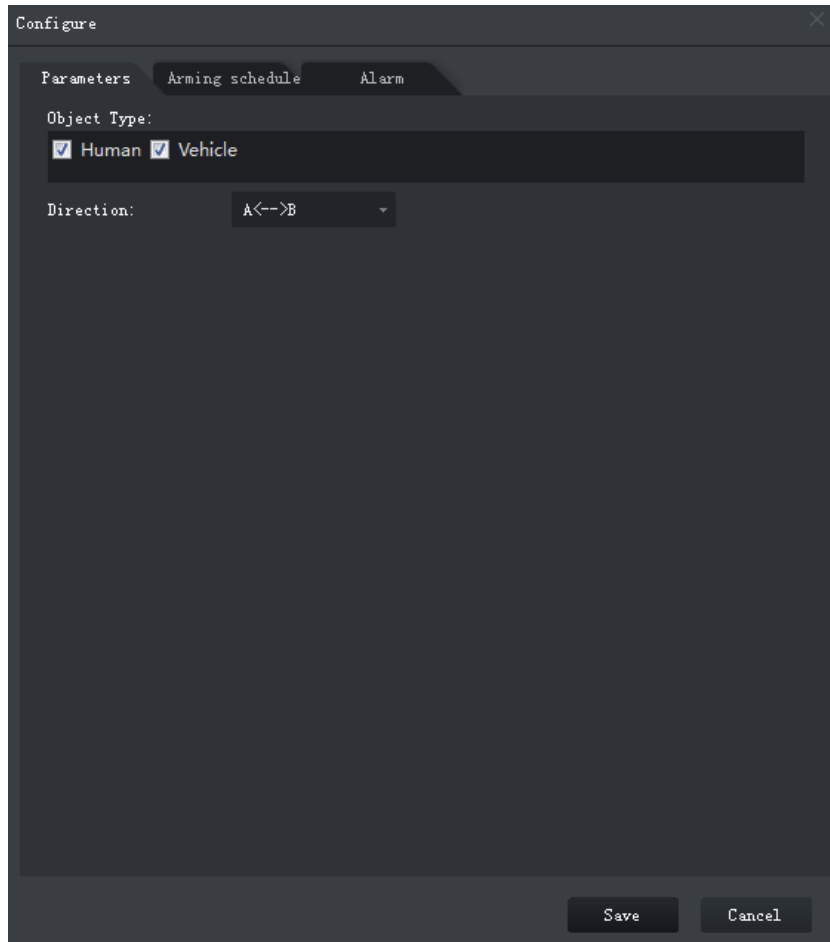 Configure
Parameters Arming schedule Alarm
Object Type:
Human Vehicle
Direction: A<-->B
Save Cancel